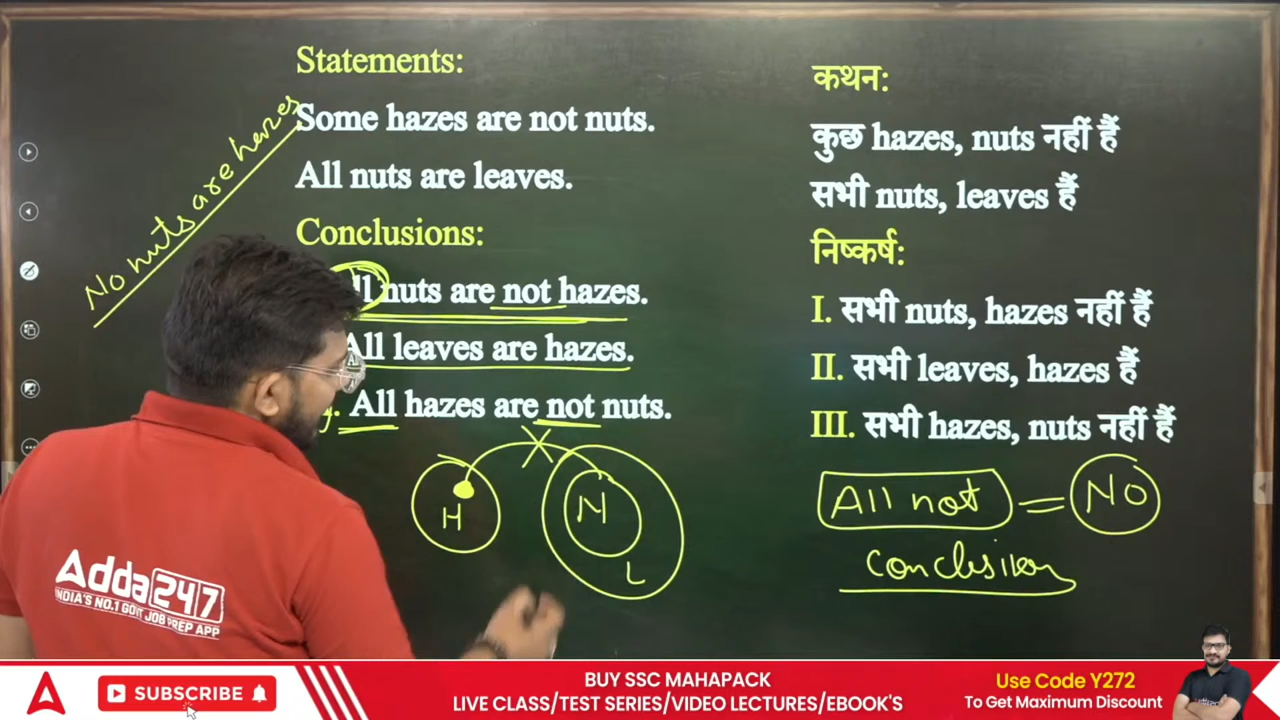 Statements:
Some hazes are not nuts.
All nuts are leaves.
Conclusions:
nuts are not hazes.
All leaves are hazes.
All hazes are not nuts.
No nuts are hazes
H
N
L
कथन:
कुछ hazes, nuts नहीं हैं
सभी nuts, leaves हैं
निष्कर्ष:
I. सभी nuts, hazes नहीं हैं
II. सभी leaves, hazes हैं
III. सभी hazes, nuts नहीं हैं
All not = No
conclusion
Adda247
INDIA'S NO.1 GOVT JOB PREP APP
SUBSCRIBE
BUY SSC MAHAPACK
LIVE CLASS/TEST SERIES/VIDEO LECTURES/EBOOK'S
Use Code Y272
To Get Maximum Discount